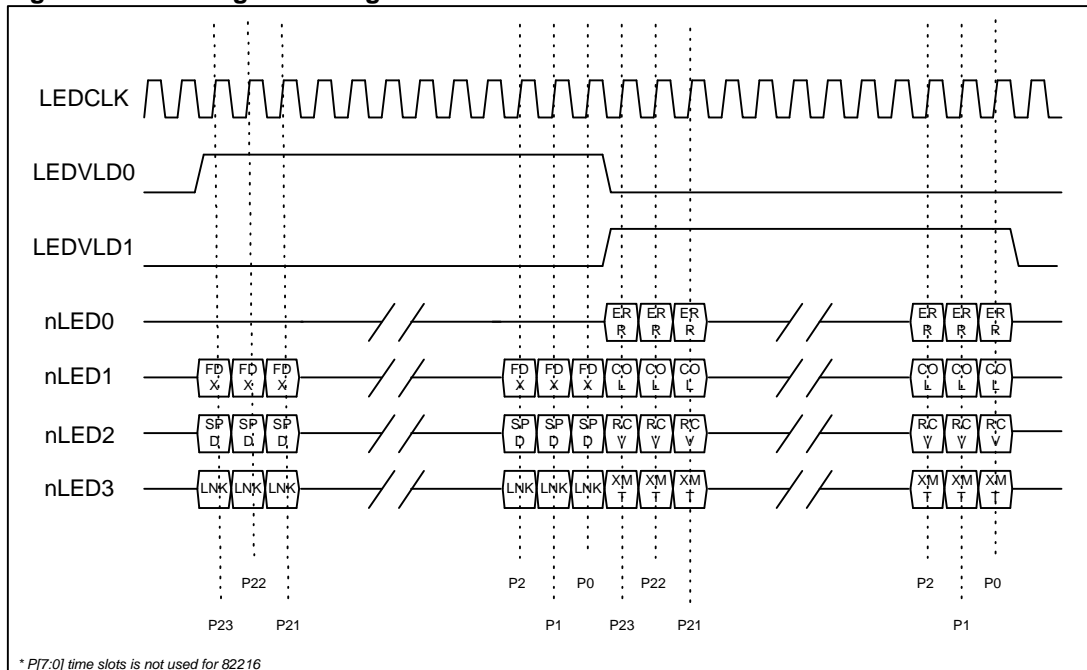 LEDCLK
LEDVLD0
LEDVLD1
nLED0
ER R ER R ER R ER R ER R ER R
nLED1
FD X FD X FD X FD X FD X FD X CO L CO L CO L CO L CO L CO L
nLED2
SP D SP D SP D SP D SP D SP D RC V RC V RC V RC V RC V RC V
nLED3
LNK LNK LNK LNK LNK LNK XM T XM T XM T XM T XM T XM T
P22 P2 P0 P22 P2 P0
P23 P21 P1 P23 P21 P1
* P[7:0] time slots is not used for 82216